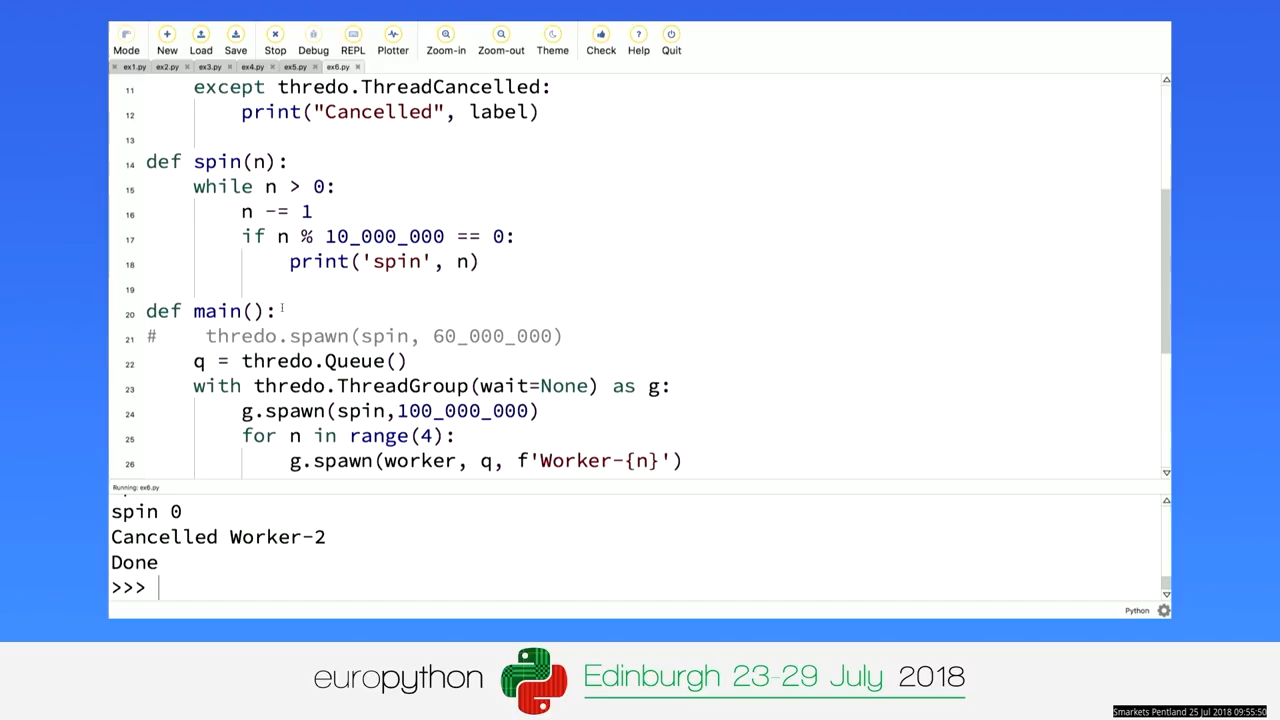 Mode New Load Save Stop Debug REPL Plotter Zoom-in Zoom-out Theme Check Help Quit
ex1.py ex2.py ex3.py ex4.py ex5.py ex6.py
11 except thredo.ThreadCancelled:
12 print("Cancelled", label)
13
14 def spin(n):
15 while n > 0:
16 n -= 1
17 if n % 10_000_000 == 0:
18 print('spin', n)
19
20 def main():
21 # thredo.spawn(spin, 60_000_000)
22 q = thredo.Queue()
23 with thredo.ThreadGroup(wait=None) as g:
24 g.spawn(spin,100_000_000)
25 for n in range(4):
26 g.spawn(worker, q, f'Worker-{n}')
Running: ex6.py
spin 0
Cancelled Worker-2
Done
>>>
Python
europython Edinburgh 23-29 July 2018
Smarkets Pentland 25 Jul 2018 09:55:50